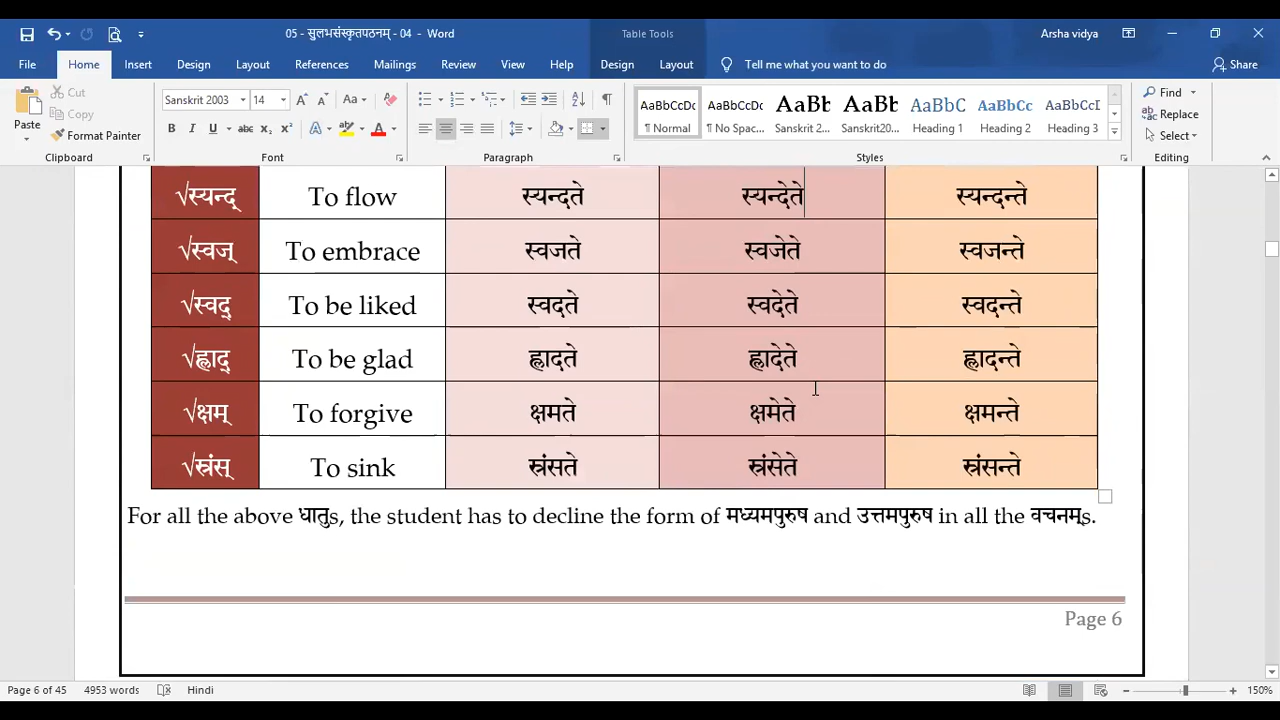 05 - सुलभसंस्कृतपठनम् - 04 - Word
Table Tools
Arsha vidya
File Home Insert Design Layout References Mailings Review View Help Design Layout Tell me what you want to do Share
Paste
Cut
Copy
Format Painter
Clipboard
Sanskrit 2003 14
Font
Paragraph
AaBbCcDc AaBbCcDc AaBb AaBb AaBbC AaBbCc AaBbCcD
¶ Normal ¶ No Spac... Sanskrit 2... Sanskrit20... Heading 1 Heading 2 Heading 3
Styles
Find
Replace
Select
Editing
√स्यन्द् To flow स्यन्दते स्यन्देते स्यन्दन्ते
√स्वज् To embrace स्वजते स्वजेते स्वजन्ते
√स्वद् To be liked स्वदते स्वदेते स्वदन्ते
√ह्लाद् To be glad ह्लादते ह्लादेते ह्लादन्ते
√क्षम् To forgive क्षमते क्षमेते क्षमन्ते
√स्रंस् To sink स्रंसते स्रंसेते स्रंसन्ते
For all the above धातुs, the student has to decline the form of मध्यमपुरुष and उत्तमपुरुष in all the वचनम्s.
Page 6
Page 6 of 45 4953 words Hindi 150%